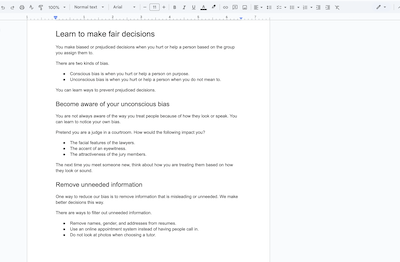 100%
Normal text
Arial
11
Learn to make fair decisions
You make biased or prejudiced decisions when you hurt or help a person based on the group
you assign them to.
There are two kinds of bias.
Conscious bias is when you hurt or help a person on purpose.
Unconscious bias is when you hurt or help a person when you do not mean to.
You can learn ways to prevent prejudiced decisions.
Become aware of your unconscious bias
You are not always aware of the way you treat people because of how they look or speak. You
can learn to notice your own bias.
Pretend you are a judge in a courtroom. How would the following impact you?
The facial features of the lawyers.
The accent of an eyewitness.
The attractiveness of the jury members.
The next time you meet someone new, think about how you are treating them based on how
they look or sound.
Remove unneeded information
One way to reduce our bias is to remove information that is misleading or unneeded. We make
better decisions this way.
There are ways to filter out unneeded information.
Remove names, gender, and addresses from resumes.
Use an online appointment system instead of having people call in.
Do not look at photos when choosing a tutor.